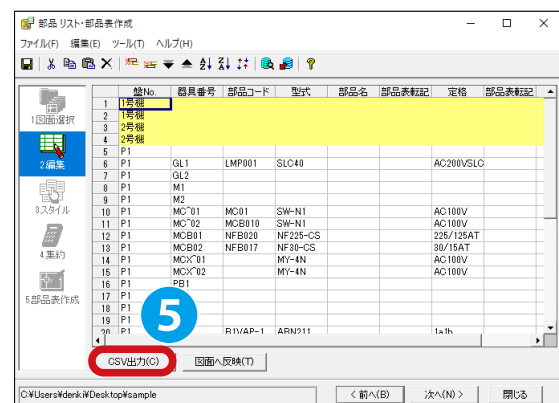 部品リスト・部品表作成
ファイル(F) 編集(E) ツール(T) ヘルプ(H)
盤No. 器具番号 部品コード 型式 部品名 部品表転記 定格 部品表転記
1 1号機
2 1号機
3 2号機
4 2号機
5 P1
6 P1 GL1 LMP001 SLC40 AC200VSLC
7 P1 GL2
8 P1 M1
9 P1 M2
10 P1 MC^01 MC01 SW-N1 AC100V
11 P1 MC^02 MCB010 SW-N1 AC100V
12 P1 MCB01 NFB020 NF225-CS 225/125AT
13 P1 MCB02 NFB017 NF30-CS 30/15AT
14 P1 MCX^01 MY-4N AC100V
15 P1 MCX^02 MY-4N AC100V
16 P1 PB1
17 P1
18 P1
19 P1
20 P1 B1VAP-1 ABN211 1a1b
1図面選択
2編集
3スタイル
4集約
5部品表作成
5
CSV出力(C) 図面へ反映(T)
C:¥Users¥denki¥Desktop¥sample
< 前へ(B) 次へ(N) > 閉じる